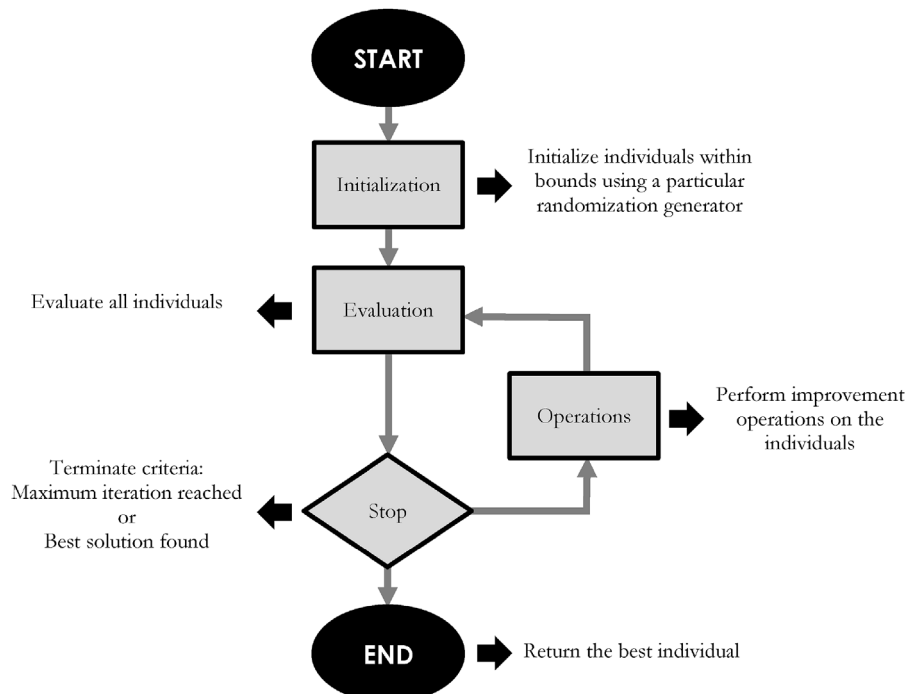 START
Initialization
Initialize individuals within
bounds using a particular
randomization generator
Evaluate all individuals
Evaluation
Operations
Perform improvement
operations on the
individuals
Terminate criteria:
Maximum iteration reached
or
Best solution found
Stop
END
Return the best individual